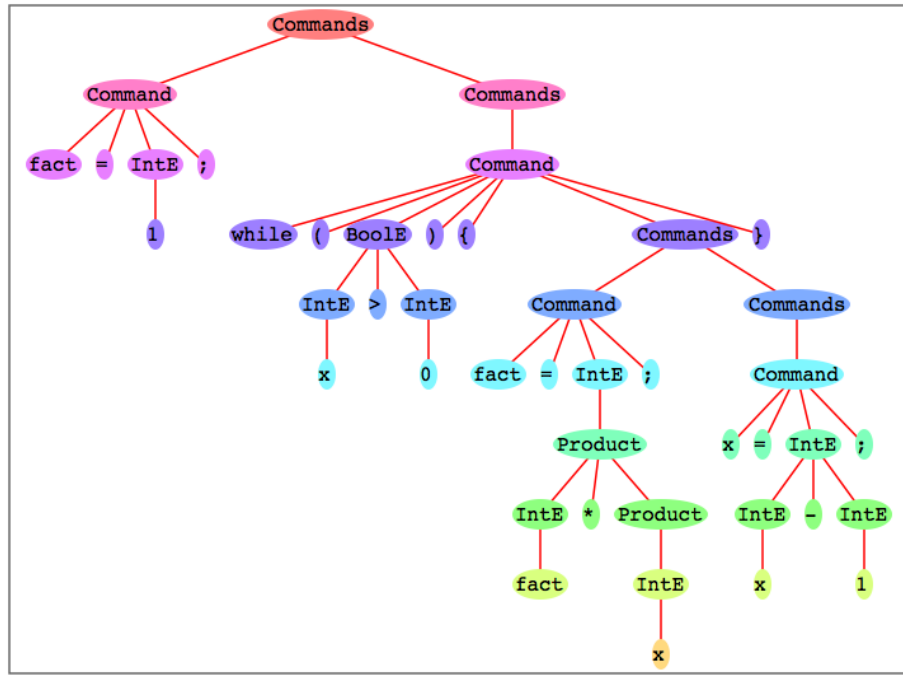 Commands
Command Commands
fact = IntE ; Command
1 while ( BoolE ) { Commands }
IntE > IntE Command Commands
x 0 fact = IntE ; Command
Product x = IntE ;
IntE * Product IntE - IntE
fact IntE x 1
x